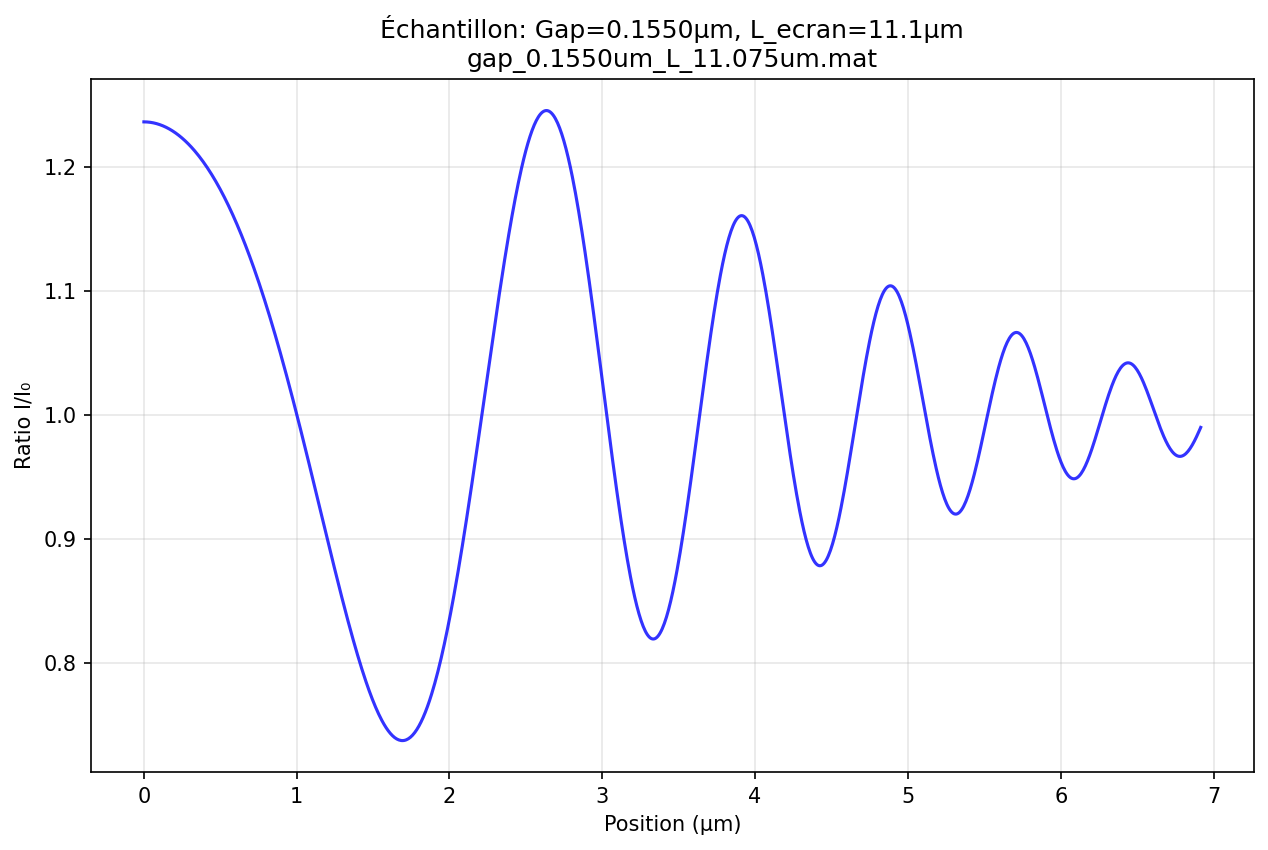 Échantillon: Gap=0.1550µm, L_ecran=11.1µm
gap_0.1550um_L_11.075um.mat
1.2
1.1
1.0
0.9
0.8
Ratio I/I₀
0 1 2 3 4 5 6 7
Position (µm)